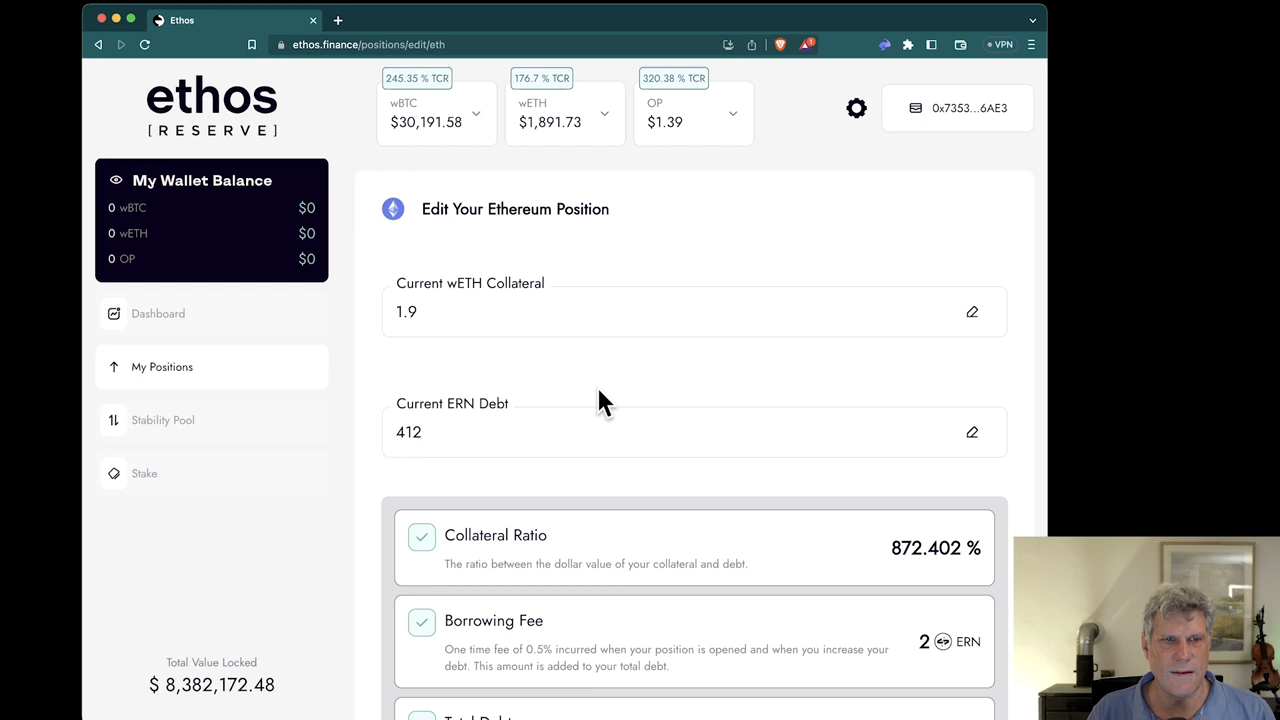 Ethos
ethos.finance/positions/edit/eth
1
VPN
ethos
[RESERVE]
245.35 % TCR
wBTC
$30,191.58
176.7 % TCR
wETH
$1,891.73
320.38 % TCR
OP
$1.39
0x7353...6AE3
My Wallet Balance
0 wBTC $0
0 wETH $0
0 OP $0
Dashboard
My Positions
Stability Pool
Stake
Total Value Locked
$ 8,382,172.48
Edit Your Ethereum Position
Current wETH Collateral
1.9
Current ERN Debt
412
Collateral Ratio
The ratio between the dollar value of your collateral and debt.
872.402 %
Borrowing Fee
One time fee of 0.5% incurred when your position is opened and when you increase your
debt. This amount is added to your total debt.
2 ERN
Total Debt